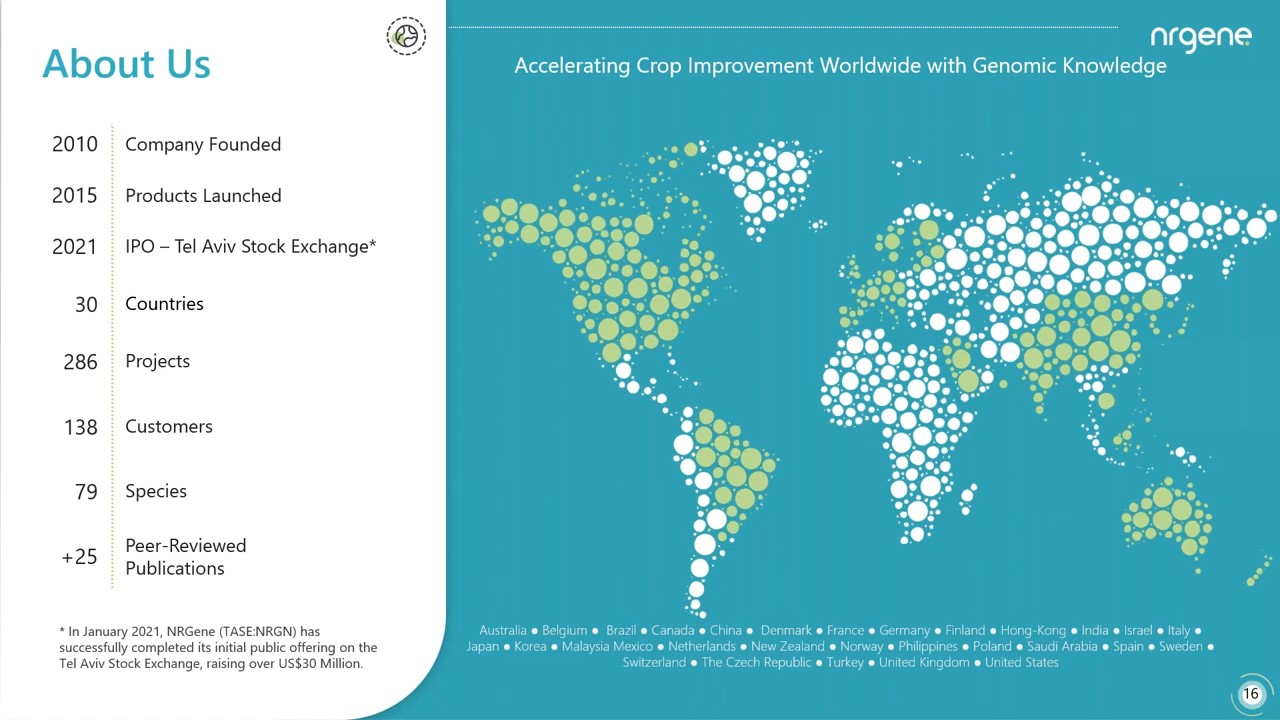 About Us
2010 Company Founded
2015 Products Launched
2021 IPO – Tel Aviv Stock Exchange*
30 Countries
286 Projects
138 Customers
79 Species
+25 Peer-Reviewed
Publications
* In January 2021, NRGene (TASE:NRGN) has
successfully completed its initial public offering on the
Tel Aviv Stock Exchange, raising over US$30 Million.
nrgene
Accelerating Crop Improvement Worldwide with Genomic Knowledge
Australia ● Belgium ● Brazil ● Canada ● China ● Denmark ● France ● Germany ● Finland ● Hong-Kong ● India ● Israel ● Italy ●
Japan ● Korea ● Malaysia Mexico ● Netherlands ● New Zealand ● Norway ● Philippines ● Poland ● Saudi Arabia ● Spain ● Sweden ●
Switzerland ● The Czech Republic ● Turkey ● United Kingdom ● United States
16